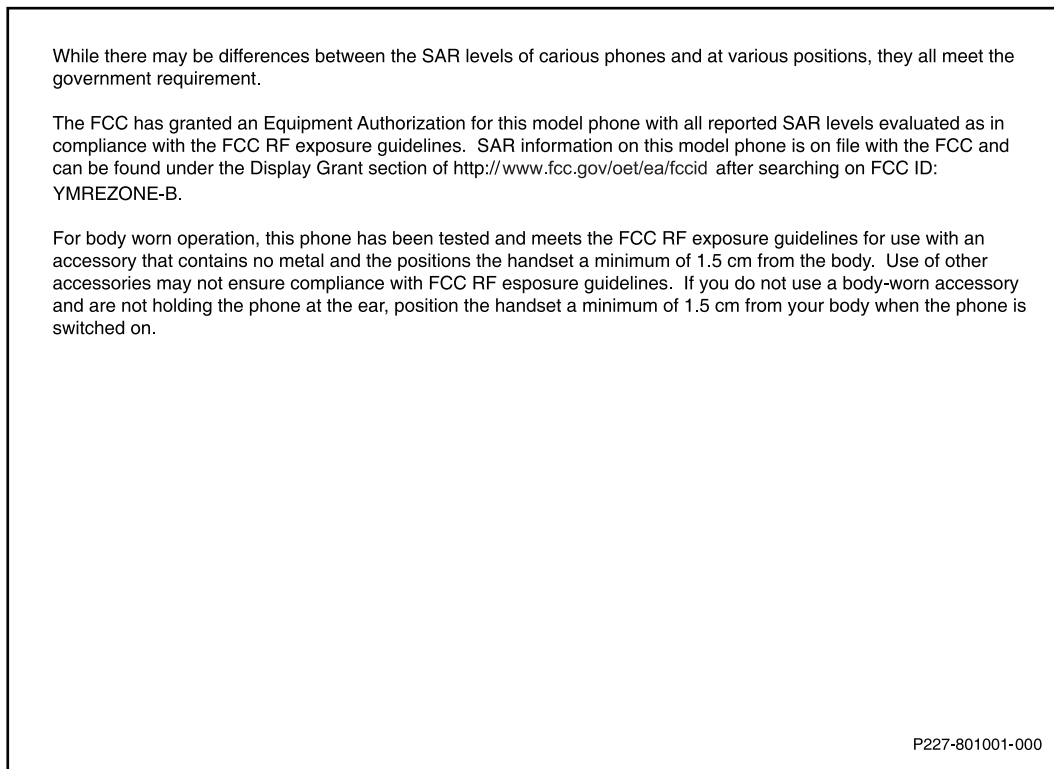 While there may be differences between the SAR levels of carious phones and at various positions, they all meet the
government requirement.
The FCC has granted an Equipment Authorization for this model phone with all reported SAR levels evaluated as in
compliance with the FCC RF exposure guidelines.  SAR information on this model phone is on file with the FCC and
can be found under the Display Grant section of http://www.fcc.gov/oet/ea/fccid after searching on FCC ID:
YMREZONE-B.
For body worn operation, this phone has been tested and meets the FCC RF exposure guidelines for use with an
accessory that contains no metal and the positions the handset a minimum of 1.5 cm from the body.  Use of other
accessories may not ensure compliance with FCC RF esposure guidelines.  If you do not use a body-worn accessory
and are not holding the phone at the ear, position the handset a minimum of 1.5 cm from your body when the phone is
switched on.
P227-801001-000